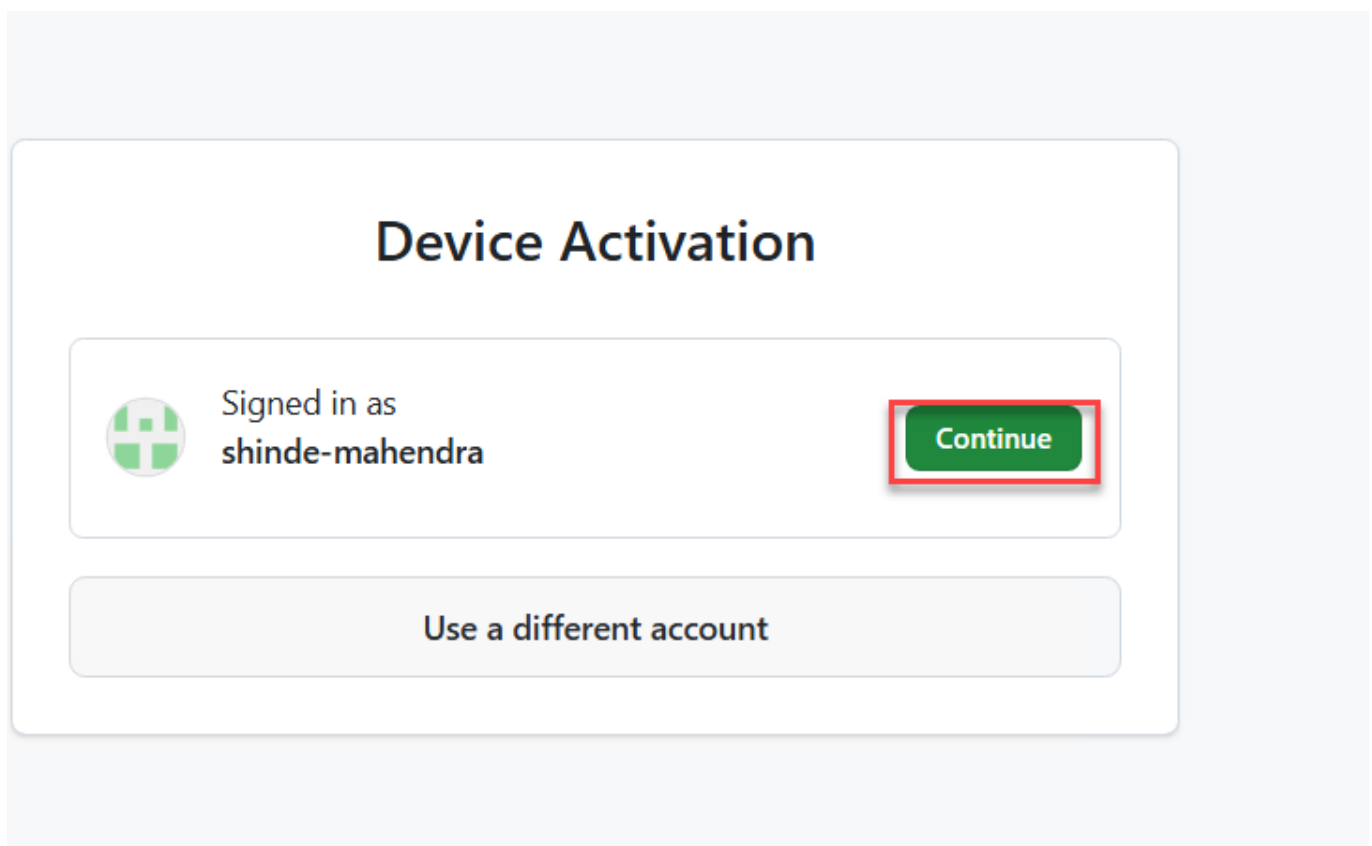 Device Activation
Signed in as
shinde-mahendra
Continue
Use a different account